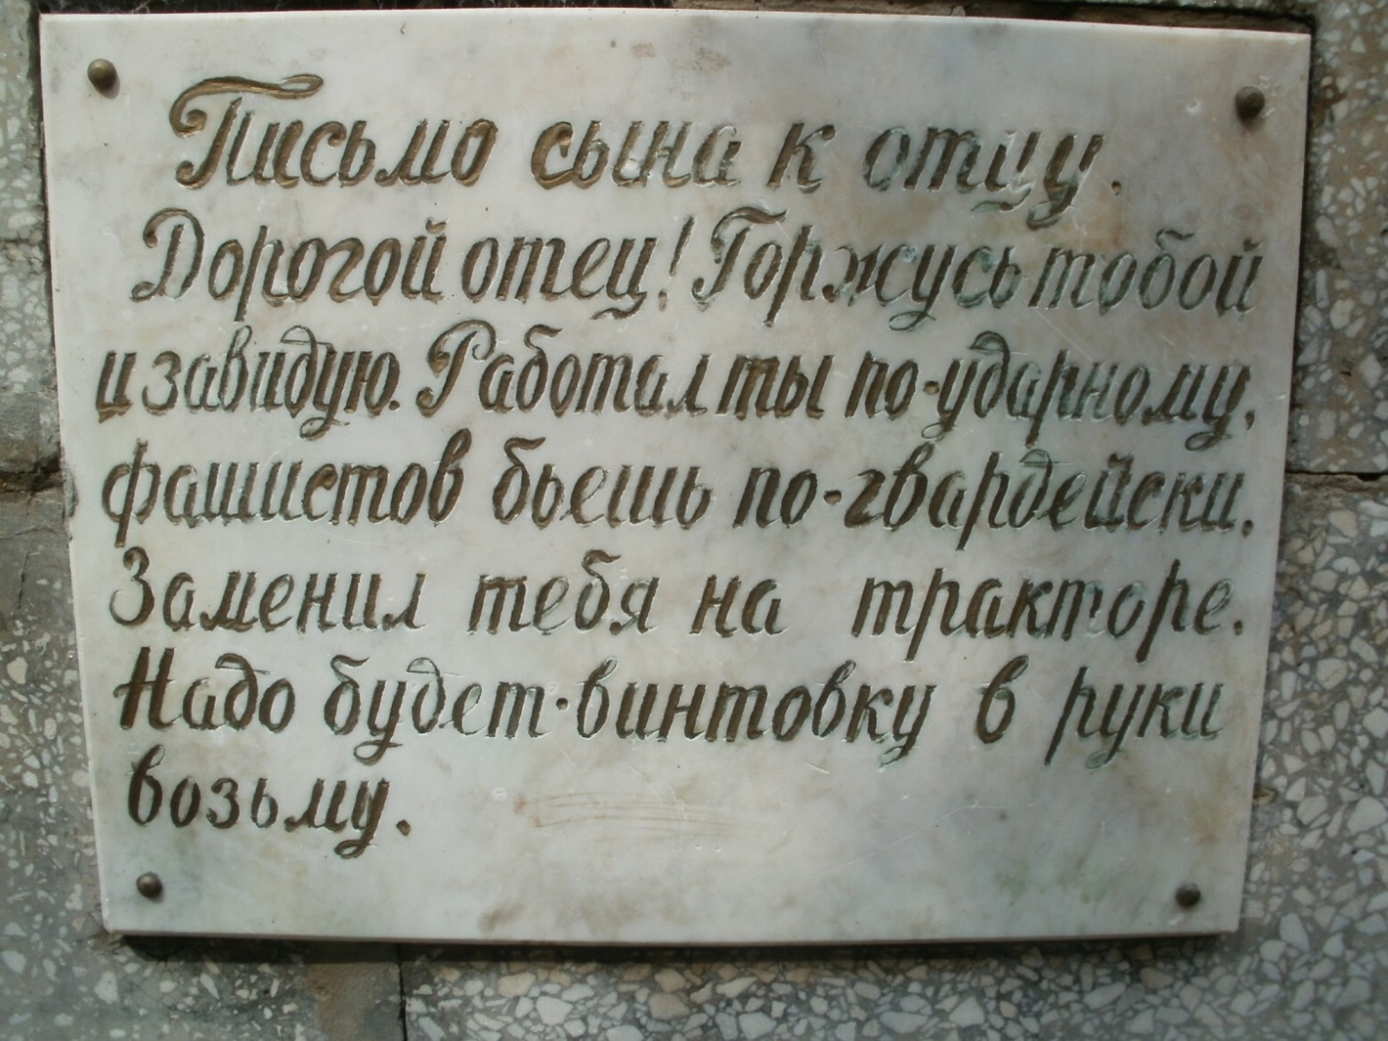 Письмо сына к отцу.
Дорогой отец! Горжусь тобой
и завидую. Работал ты по-ударному,
фашистов бьешь по-гвардейски.
Заменил тебя на тракторе.
Надо будет-винтовку в руки
возьму.